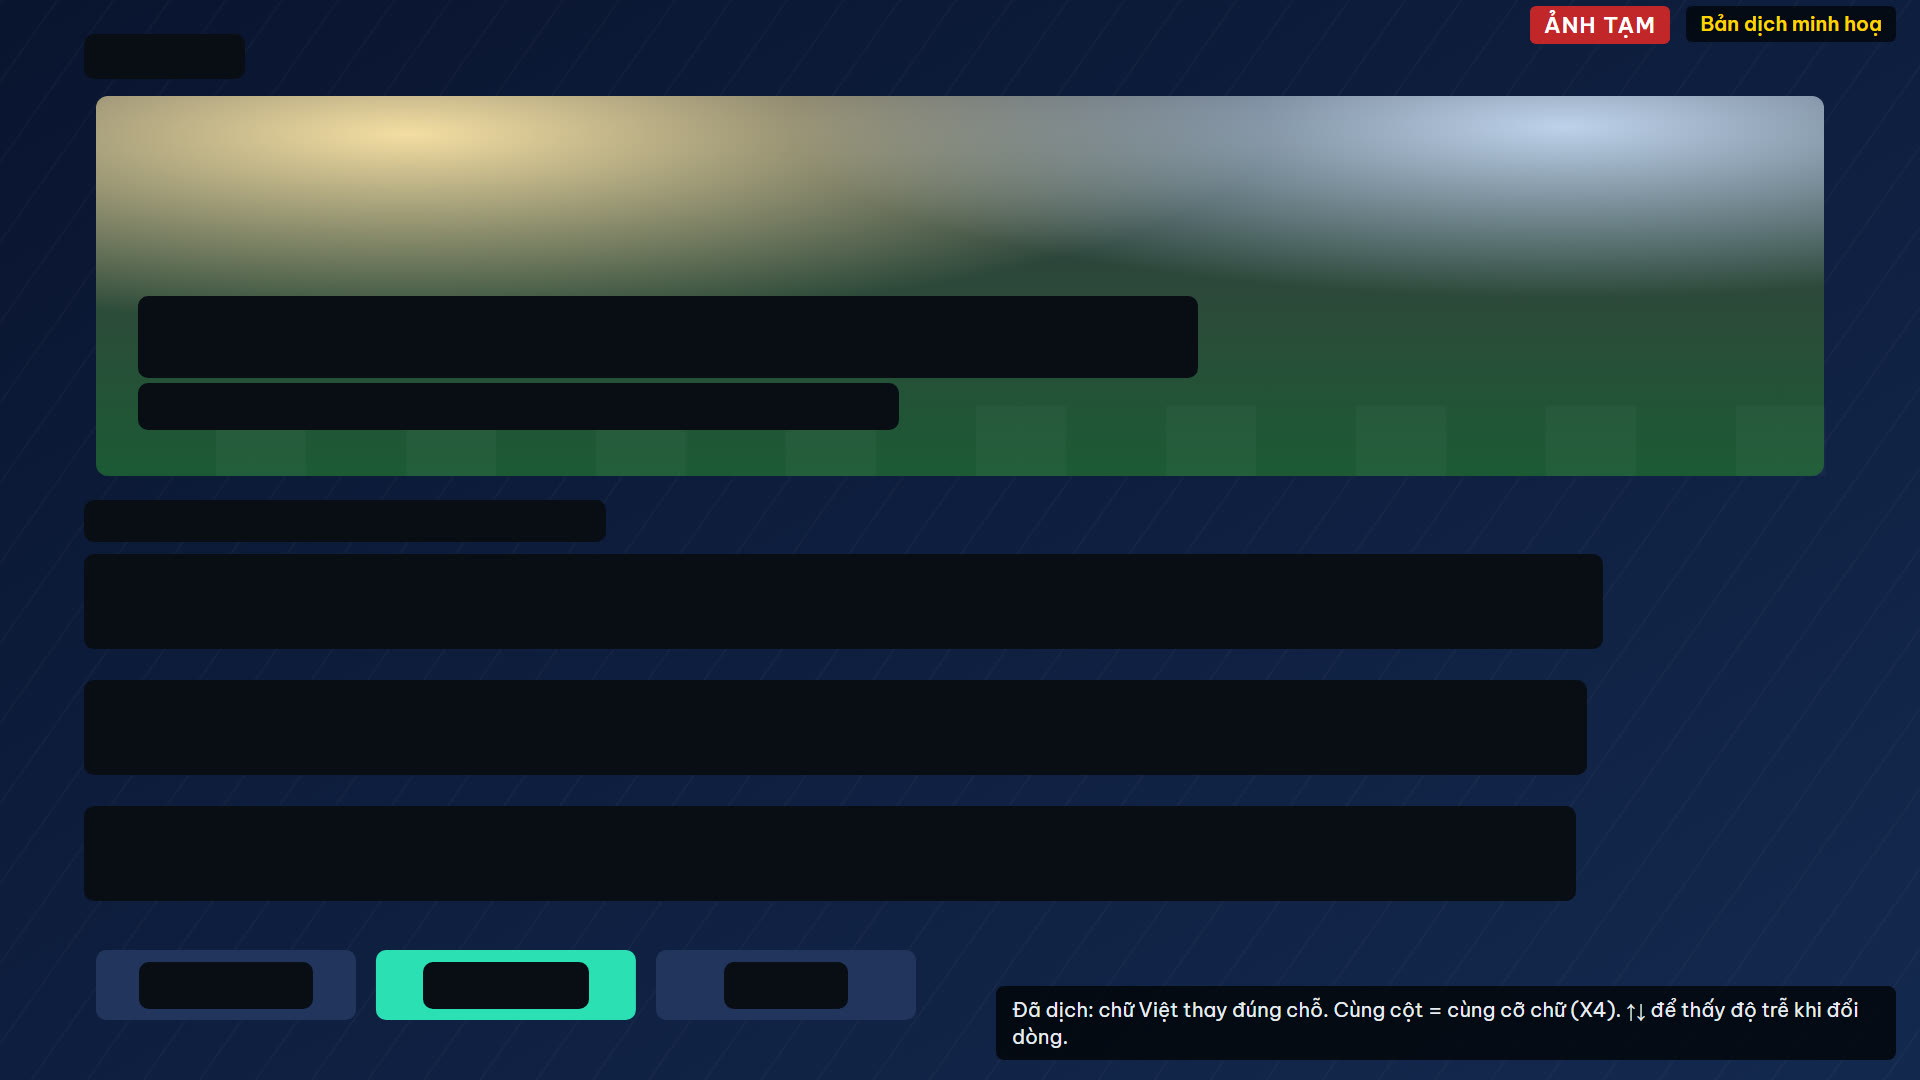 ẢNH TẠM
Bản dịch minh hoạ
Đã dịch: chữ Việt thay đúng chỗ. Cùng cột = cùng cỡ chữ (X4). ↑↓ để thấy độ trễ khi đổi
dòng.